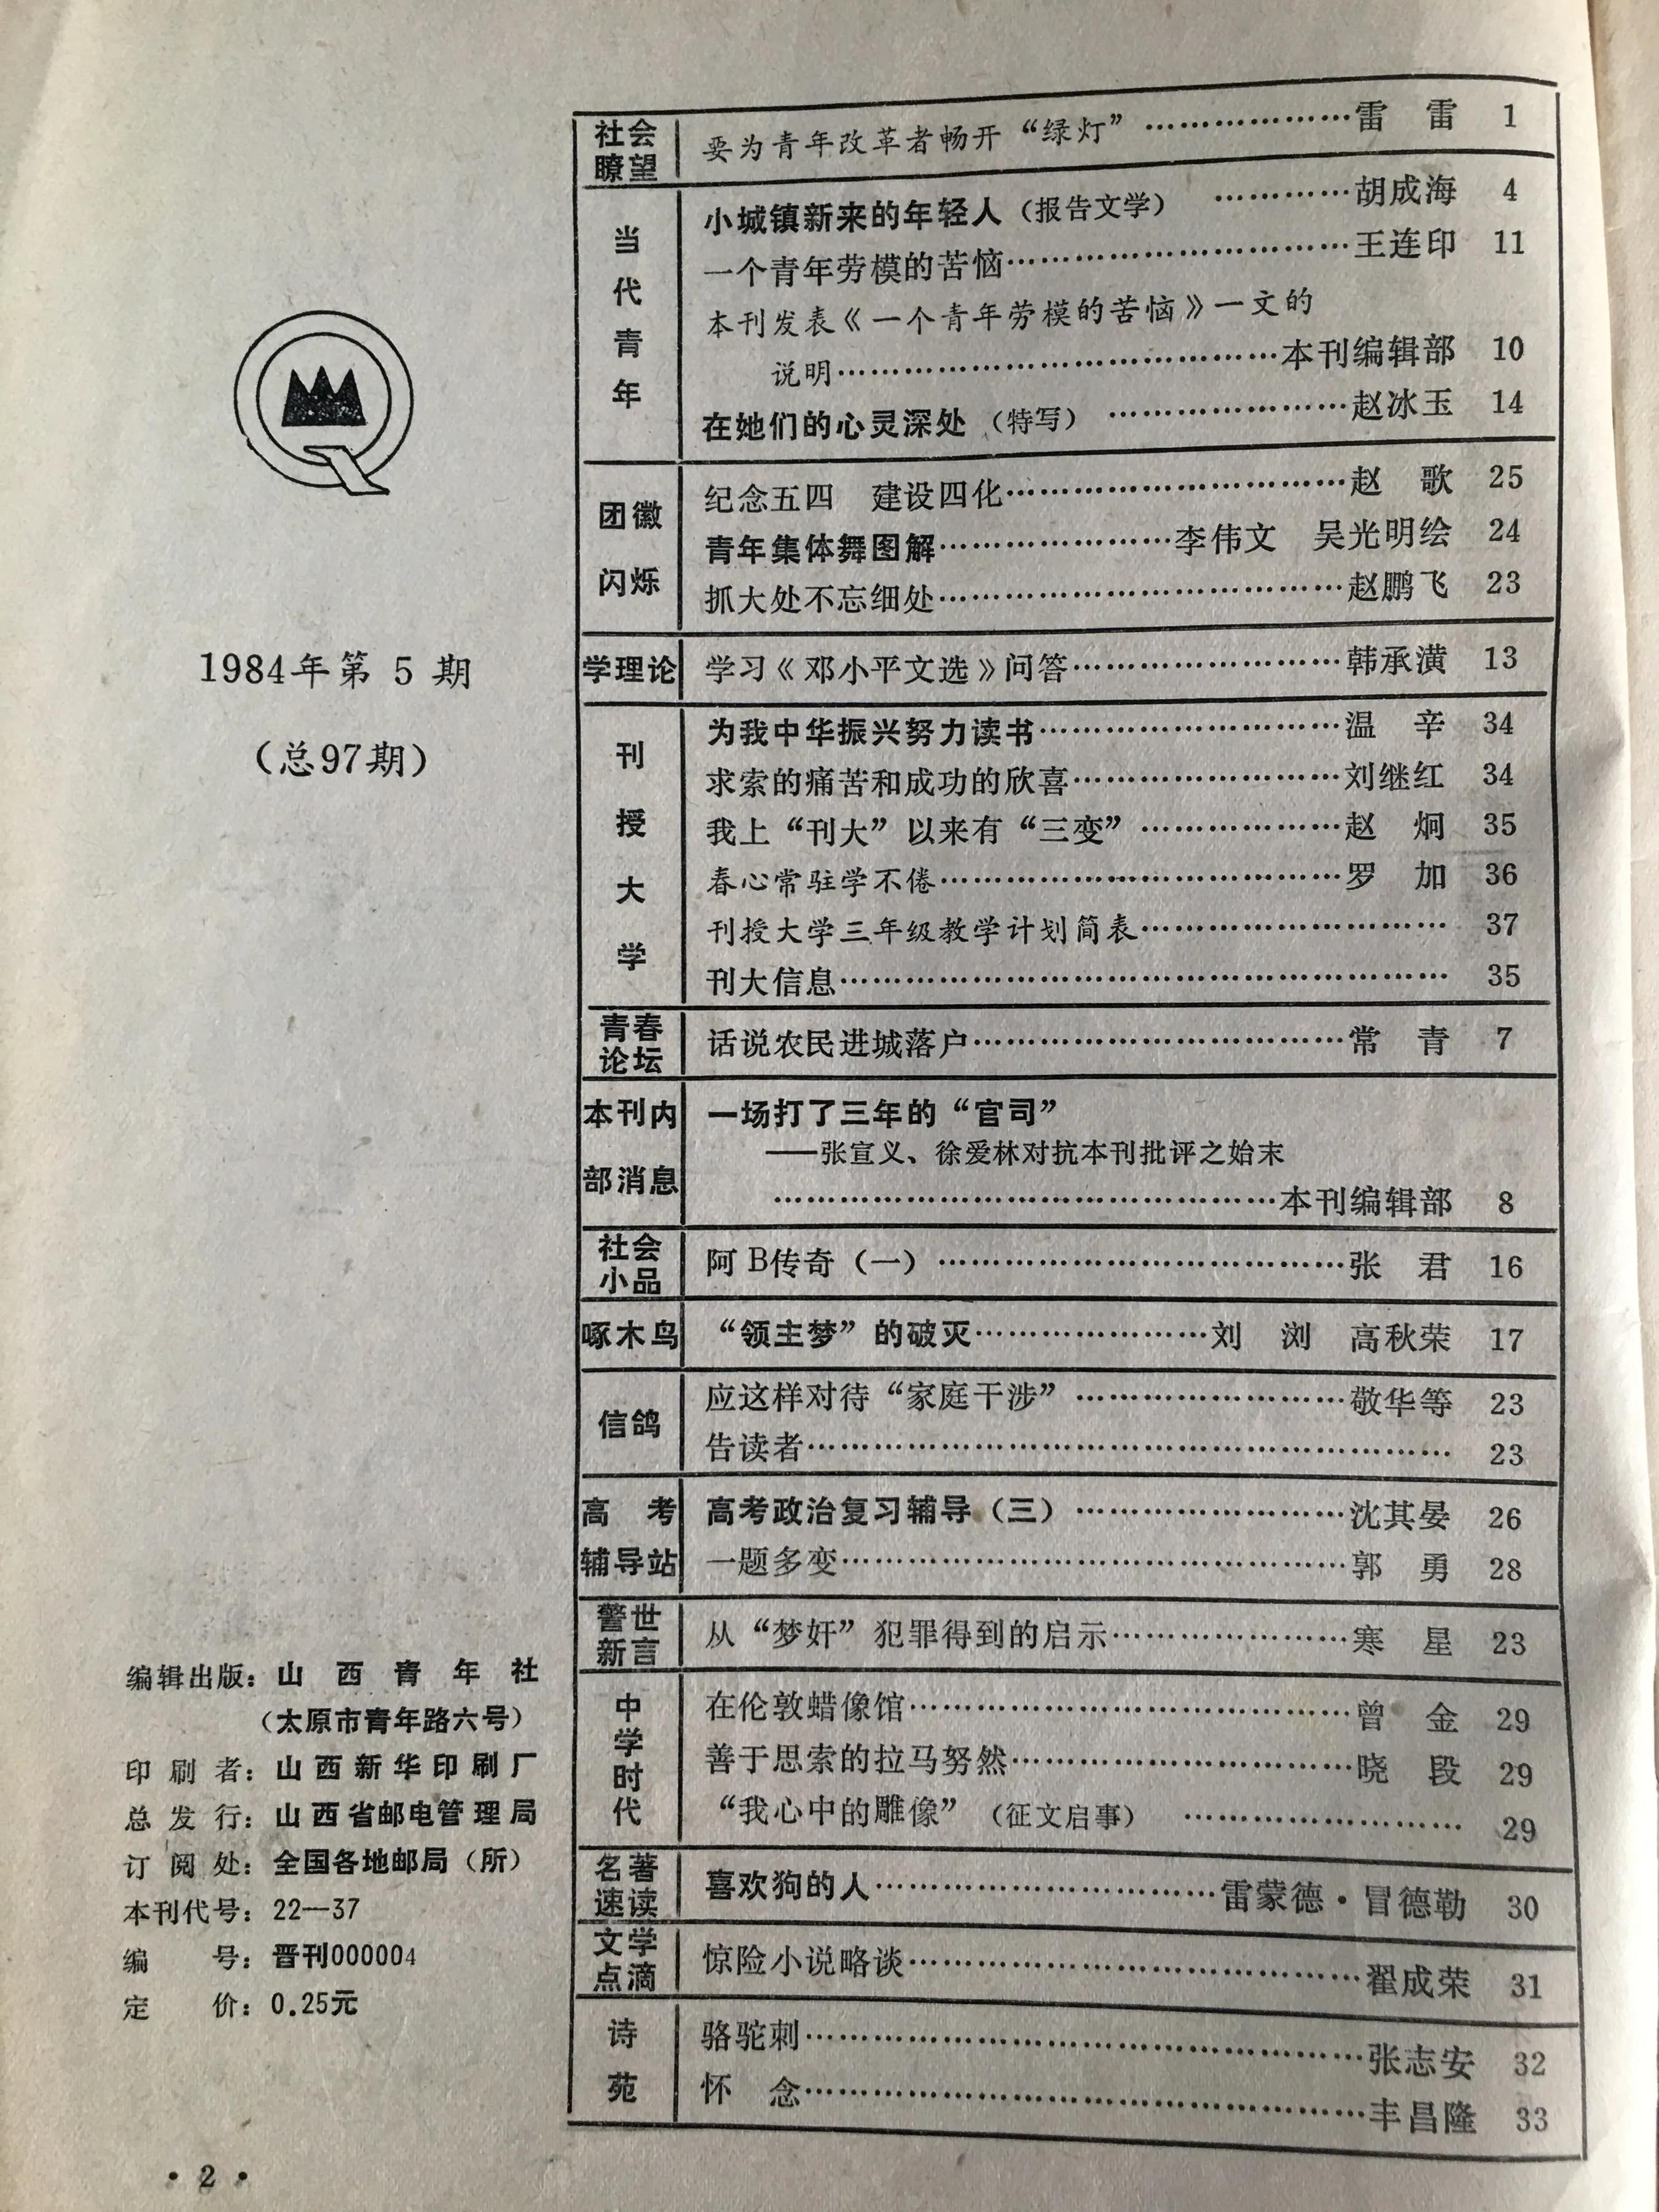 1984年第 5 期
(总97期)
编辑出版：山西青年社
(太原市青年路六号)
印刷者：山西新华印刷厂
总发行：山西省邮电管理局
订阅处：全国各地邮局(所)
本刊代号：22—37
编号：晋刊000004
定价：0.25元
·2·
社会
瞭望
要为青年改革者畅开“绿灯”…………………雷　雷　1
当代青年
小城镇新来的年轻人(报告文学)　…………胡成海　4
一个青年劳模的苦恼……………………………王连印　11
本刊发表《一个青年劳模的苦恼》一文的
说明……………………………………本刊编辑部　10
在她们的心灵深处(特写)　……………………赵冰玉　14
团徽
闪烁
纪念五四　建设四化……………………………赵　歌　25
青年集体舞图解……………………李伟文　吴光明绘　24
抓大处不忘细处…………………………………赵鹏飞　23
学理论
学习《邓小平文选》问答………………………韩承潢　13
刊授大学
为我中华振兴努力读书…………………………温　辛　34
求索的痛苦和成功的欣喜………………………刘继红　34
我上“刊大”以来有“三变”…………………赵　炯　35
春心常驻学不倦…………………………………罗　加　36
刊授大学三年级教学计划简表…………………………　37
刊大信息……………………………………………………　35
青春
论坛
话说农民进城落户………………………………常　青　7
本刊内
部消息
一场打了三年的“官司”
——张宣义、徐爱林对抗本刊批评之始末
……………………………………………本刊编辑部　8
社会
小品
阿B传奇(一)……………………………………张　君　16
啄木鸟
“领主梦”的破灭……………………刘　浏　高秋荣　17
信鸽
应这样对待“家庭干涉”………………………敬华等　23
告读者………………………………………………………　23
高　考
辅导站
高考政治复习辅导(三)…………………………沈其晏　26
一题多变…………………………………………郭　勇　28
警世
新言
从“梦奸”犯罪得到的启示……………………寒　星　23
中学时代
在伦敦蜡像馆……………………………………曾　金　29
善于思索的拉马努然……………………………晓　段　29
“我心中的雕像”(征文启事)　………………………　29
名著
速读
喜欢狗的人……………………………雷蒙德·冒德勒　30
文学
点滴
惊险小说略谈……………………………………翟成荣　31
诗苑
骆驼刺……………………………………………张志安　32
怀　念……………………………………………丰昌隆　33